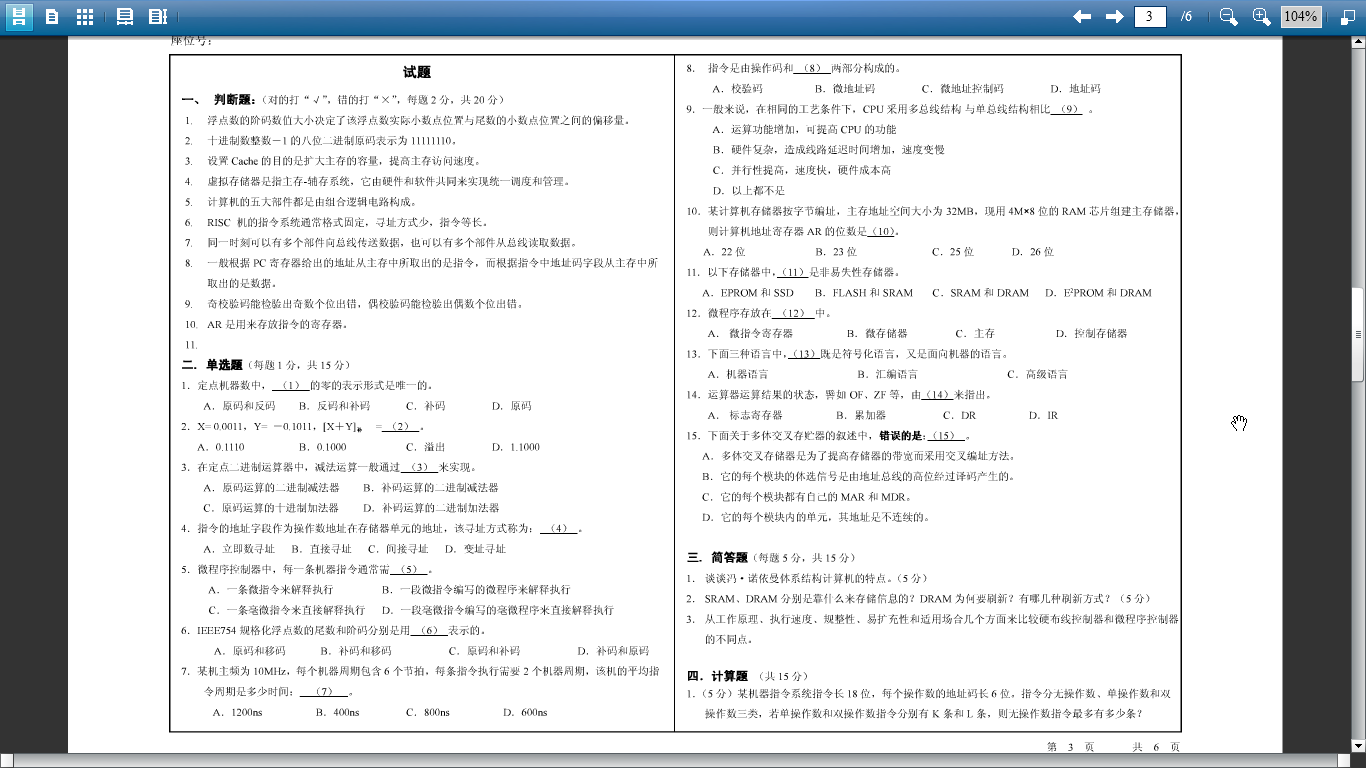 3 /6 104%
座位号:
试题
一、 判断题:(对的打“√”,错的打“×”,每题 2 分,共 20 分)
1. 浮点数的阶码数值大小决定了该浮点数实际小数点位置与尾数的小数点位置之间的偏移量。
2. 十进制数整数-1 的八位二进制原码表示为 11111110。
3. 设置 Cache 的目的是扩大主存的容量,提高主存访问速度。
4. 虚拟存储器是指主存-辅存系统,它由硬件和软件共同来实现统一调度和管理。
5. 计算机的五大部件都是由组合逻辑电路构成。
6. RISC 机的指令系统通常格式固定,寻址方式少,指令等长。
7. 同一时刻可以有多个部件向总线传送数据,也可以有多个部件从总线读取数据。
8. 一般根据 PC 寄存器给出的地址从主存中所取出的是指令,而根据指令中地址码字段从主存中所
取出的是数据。
9. 奇校验码能检验出奇数个位出错,偶校验码能检验出偶数个位出错。
10. AR 是用来存放指令的寄存器。
11.
二. 单选题(每题 1 分,共 15 分)
1. 定点机器数中, (1) 的零的表示形式是唯一的。
A. 原码和反码 B. 反码和补码 C. 补码 D. 原码
2. X= 0.0011, Y= -0.1011, [X+Y]补 = (2) 。
A. 0.1110 B. 0.1000 C. 溢出 D. 1.1000
3. 在定点二进制运算器中,减法运算一般通过 (3) 来实现。
A. 原码运算的二进制减法器 B. 补码运算的二进制减法器
C. 原码运算的十进制加法器 D. 补码运算的二进制加法器
4. 指令的地址字段作为操作数地址在存储器单元的地址,该寻址方式称为: (4) 。
A. 立即数寻址 B. 直接寻址 C. 间接寻址 D. 变址寻址
5. 微程序控制器中,每一条机器指令通常需 (5) 。
A. 一条微指令来解释执行 B. 一段微指令编写的微程序来解释执行
C. 一条毫微指令来直接解释执行 D. 一段毫微指令编写的毫微程序来直接解释执行
6. IEEE754 规格化浮点数的尾数和阶码分别是用 (6) 表示的。
A. 原码和移码 B. 补码和移码 C. 原码和补码 D. 补码和原码
7. 某机主频为 10MHz,每个机器周期包含 6 个节拍,每条指令执行需要 2 个机器周期,该机的平均指
令周期是多少时间: (7) 。
A. 1200ns B. 400ns C. 800ns D. 600ns
8. 指令是由操作码和 (8) 两部分构成的。
A. 校验码 B. 微地址码 C. 微地址控制码 D. 地址码
9. 一般来说,在相同的工艺条件下,CPU 采用多总线结构 与单总线结构相比 (9) 。
A. 运算功能增加,可提高 CPU 的功能
B. 硬件复杂,造成线路延迟时间增加,速度变慢
C. 并行性提高,速度快,硬件成本高
D. 以上都不是
10. 某计算机存储器按字节编址,主存地址空间大小为 32MB,现用 4M×8 位的 RAM 芯片组建主存储器,
则计算机地址寄存器 AR 的位数是 (10)。
A. 22 位 B. 23 位 C. 25 位 D. 26 位
11. 以下存储器中, (11) 是非易失性存储器。
A. EPROM 和 SSD B. FLASH 和 SRAM C. SRAM 和 DRAM D. E²PROM 和 DRAM
12. 微程序存放在 (12) 中。
A. 微指令寄存器 B. 微存储器 C. 主存 D. 控制存储器
13. 下面三种语言中, (13) 既是符号化语言,又是面向机器的语言。
A. 机器语言 B. 汇编语言 C. 高级语言
14. 运算器运算结果的状态,譬如 OF、ZF 等,由 (14) 来指出。
A. 标志寄存器 B. 累加器 C. DR D. IR
15. 下面关于多体交叉存贮器的叙述中,错误的是: (15) 。
A. 多体交叉存储器是为了提高存储器的带宽而采用交叉编址方法。
B. 它的每个模块的体选信号是由地址总线的高位经过译码产生的。
C. 它的每个模块都有自己的 MAR 和 MDR。
D. 它的每个模块内的单元,其地址是不连续的。
三. 简答题(每题 5 分,共 15 分)
1. 谈谈冯·诺依曼体系结构计算机的特点。(5 分)
2. SRAM、DRAM 分别是靠什么来存储信息的?DRAM 为何要刷新?有哪几种刷新方式?(5 分)
3. 从工作原理、执行速度、规整性、易扩充性和适用场合几个方面来比较硬布线控制器和微程序控制器
的不同点。
四. 计算题 (共 15 分)
1. (5 分)某机器指令系统指令长 18 位,每个操作数的地址码长 6 位,指令分无操作数、单操作数和双
操作数三类,若单操作数和双操作数指令分别有 K 条和 L 条,则无操作数指令最多有多少条?
第 3 页 共 6 页